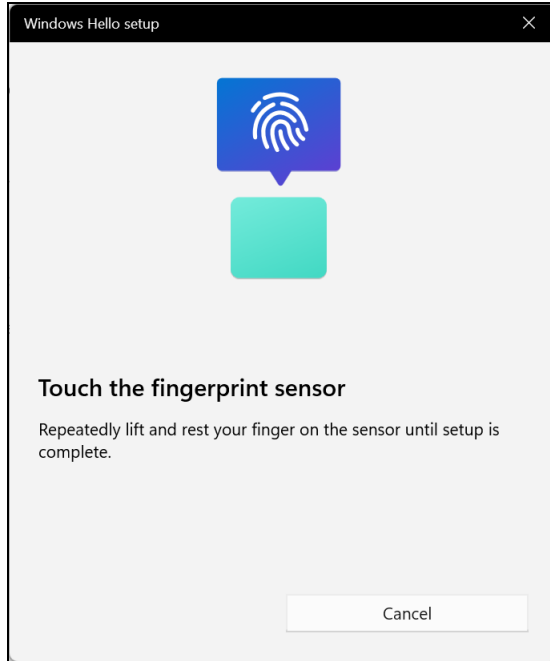 Windows Hello setup
Touch the fingerprint sensor
Repeatedly lift and rest your finger on the sensor until setup is
complete.
Cancel